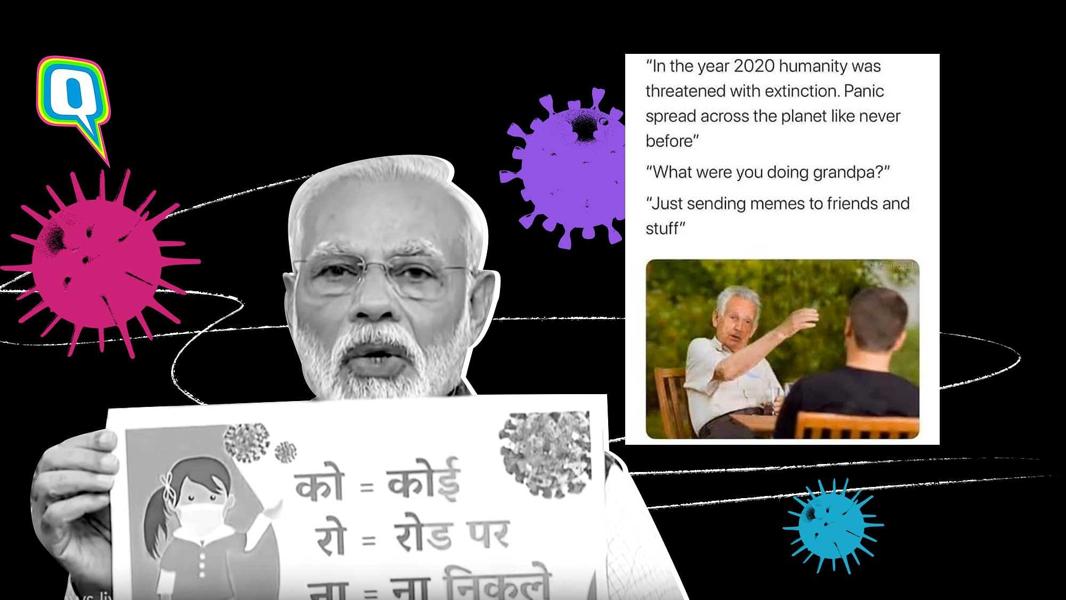 Q
“In the year 2020 humanity was
threatened with extinction. Panic
spread across the planet like never
before”
“What were you doing grandpa?”
“Just sending memes to friends and
stuff”
को = कोई
रो = रोड पर
ना = ना निकले